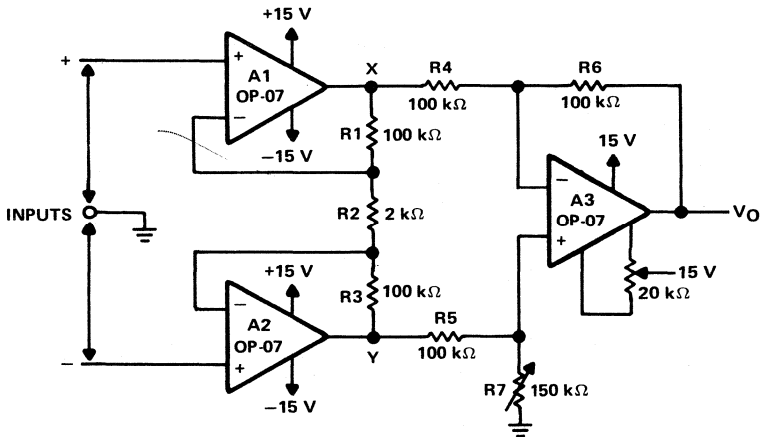 +15 V
+
+
A1
OP-07
−
−15 V
X
R4
100 kΩ
R6
100 kΩ
R1
100 kΩ
15 V
−
A3
OP-07
+
VO
INPUTS
R2
2 kΩ
15 V
20 kΩ
+15 V
−
A2
OP-07
+
−15 V
R3
100 kΩ
−
Y
R5
100 kΩ
R7
150 kΩ